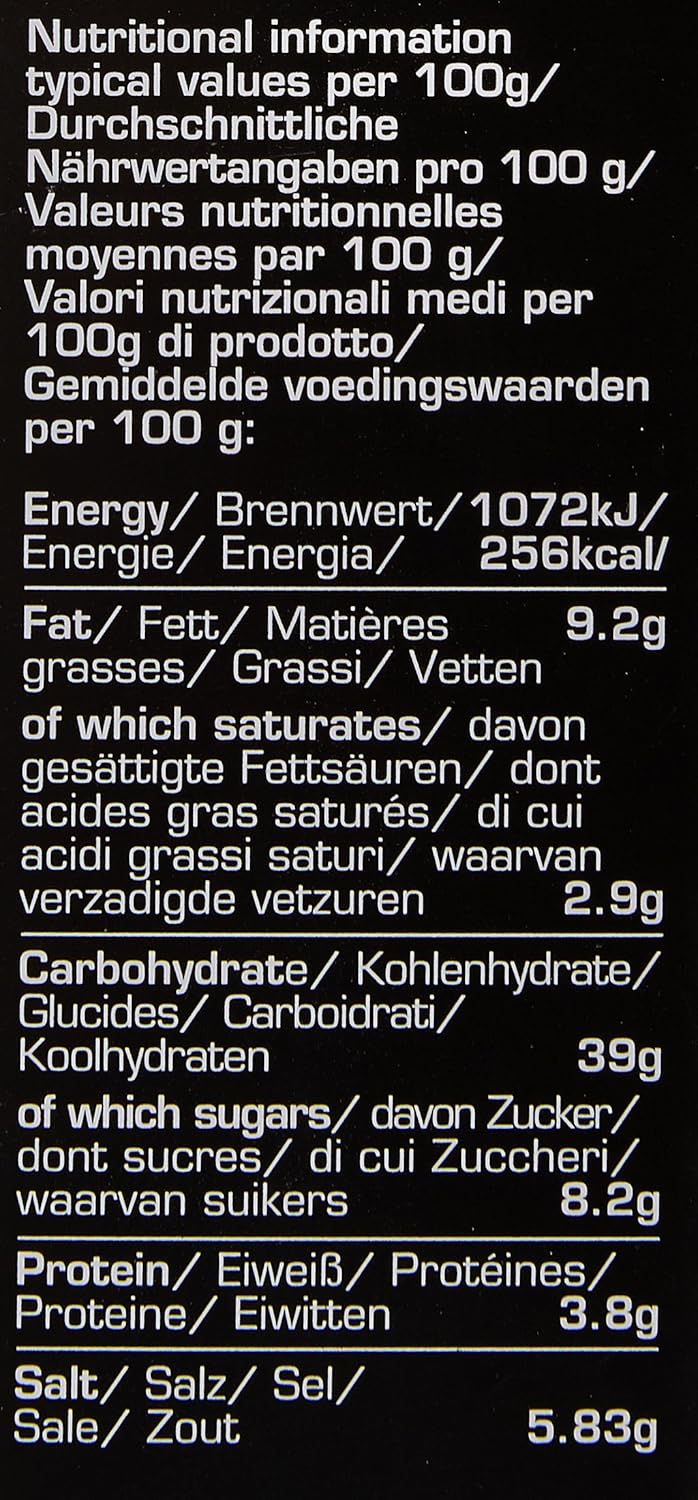 Nutritional information
typical values per 100g/
Durchschnittliche
Nährwertangaben pro 100 g/
Valeurs nutritionnelles
moyennes par 100 g/
Valori nutrizionali medi per
100g di prodotto/
Gemiddelde voedingswaarden
per 100 g:
Energy/ Brennwert/1072kJ/
Energie/ Energia/ 256kcal/
Fat/ Fett/ Matières 9.2g
grasses/ Grassi/ Vetten
of which saturates/ davon
gesättigte Fettsäuren/ dont
acides gras saturés/ di cui
acidi grassi saturi/ waarvan
verzadigde vetzuren 2.9g
Carbohydrate/ Kohlenhydrate/
Glucides/ Carboidrati/
Koolhydraten 39g
of which sugars/ davon Zucker/
dont sucres/ di cui Zuccheri/
waarvan suikers 8.2g
Protein/ Eiweiß/ Protéines/
Proteine/ Eiwitten 3.8g
Salt/ Salz/ Sel/
Sale/ Zout 5.83g